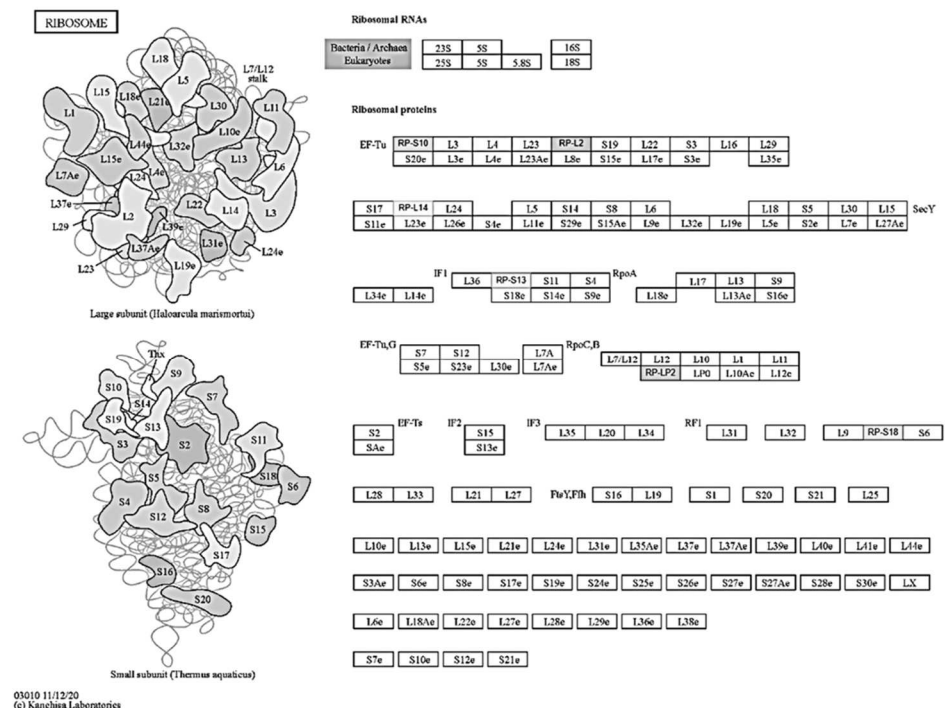 RIBOSOME
L18
L5
L7/L12
stalk
L15
L18e
L21e
L30
L11
L1
L10e
L44e
L32e
L15e
L13
L6
L7Ae
L24
L4e
L37e
L22
L2
L14
L3
L29
L39e
L31e
L24e
L23
L37Ae
L19e
Large subunit (Haloarcula marismortui)
Thx
S9
S10
S14
S7
S19
S13
S3
S2
S11
S5
S18
S6
S4
S12
S8
S15
S17
S16
S20
Small subunit (Thermus aquaticus)
03010 11/12/20
(c) Kanehisa Laboratories
Ribosomal RNAs
Bacteria / Archaea 23S 5S 16S
Eukaryotes 25S 5S 5.8S 18S
Ribosomal proteins
EF-Tu RP-S10 L3 L4 L23 RP-L2 S19 L22 S3 L16 L29
S20e L3e L4e L23Ae L8e S15e L17e S3e L35e
S17 RP-L14 L24 L5 S14 S8 L6 L18 S5 L30 L15 SecY
S11e L23e L26e S4e L11e S29e S15Ae L9e L32e L19e L5e S2e L7e L27Ae
IF1 L36 RP-S13 S11 S4 RpoA L17 L13 S9
L34e L14e S18e S14e S9e L18e L13Ae S16e
EF-Tu,G S7 S12 L7A RpoC,B L7/L12 L12 L10 L1 L11
S5e S23e L30e L7Ae RP-LP2 LP0 L10Ae L12e
S2 EF-Ts IF2 S15 IF3 L35 L20 L34 RF1 L31 L32 L9 RP-S18 S6
SAe S13e
L28 L33 L21 L27 FtsY,Ffh S16 L19 S1 S20 S21 L25
L10e L13e L15e L21e L24e L31e L35Ae L37e L37Ae L39e L40e L41e L44e
S3Ae S6e S8e S17e S19e S24e S25e S26e S27e S27Ae S28e S30e LX
L6e L18Ae L22e L27e L28e L29e L36e L38e
S7e S10e S12e S21e